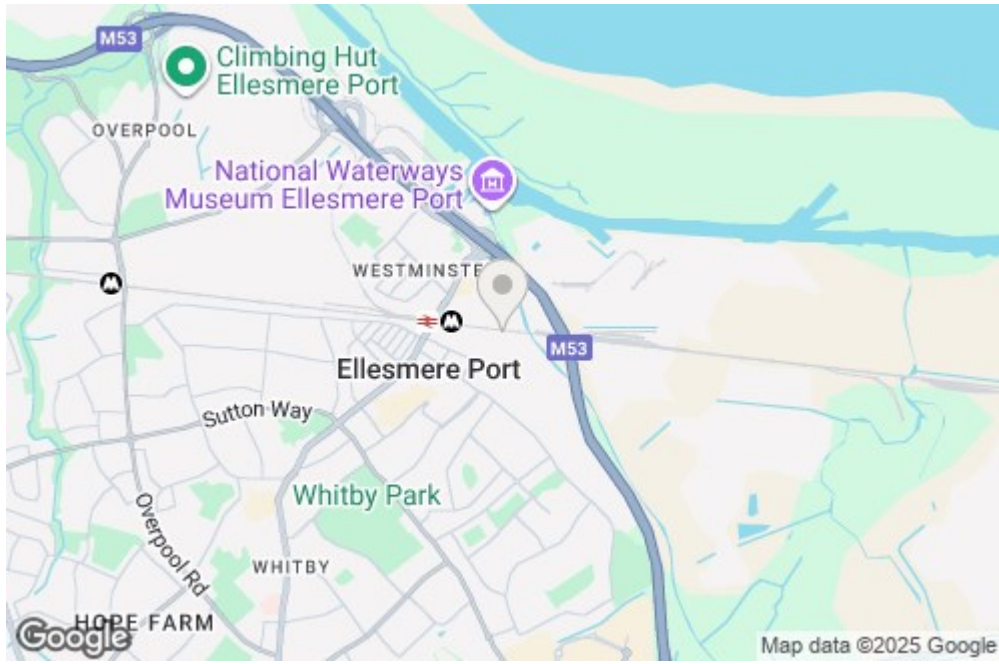 M53
Climbing Hut
Ellesmere Port
OVERPOOL
National Waterways
Museum Ellesmere Port
WESTMINSTE
Ellesmere Port
M53
Sutton Way
Overpool Rd
Whitby Park
WHITBY
HOPE FARM
Google
Map data ©2025 Google